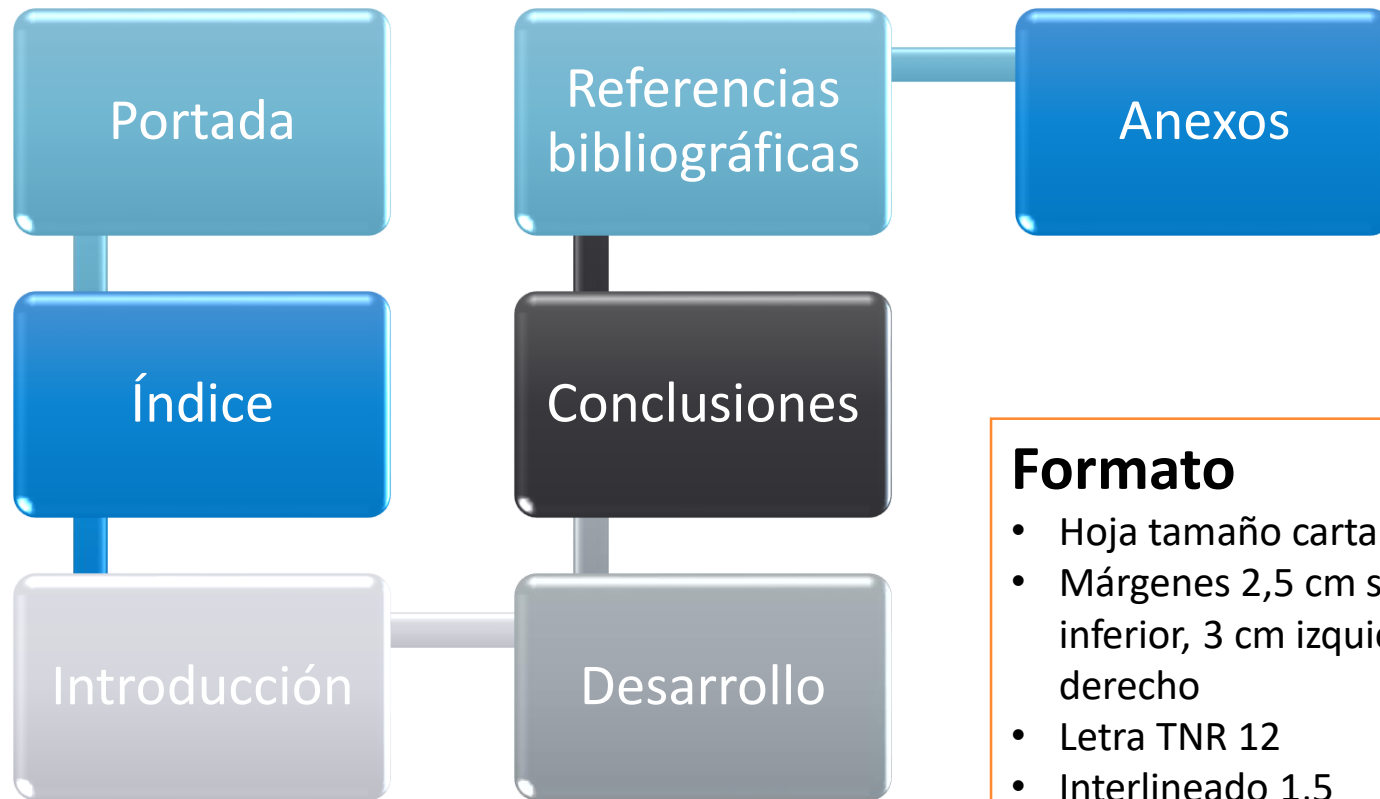 Portada
Índice
Introducción
Desarrollo
Conclusiones
Referencias
bibliográficas
Anexos
Formato
• Hoja tamaño carta
• Márgenes 2,5 cm
inferior, 3 cm
derecho
• Letra TNR 12
• Interlineado 1.5